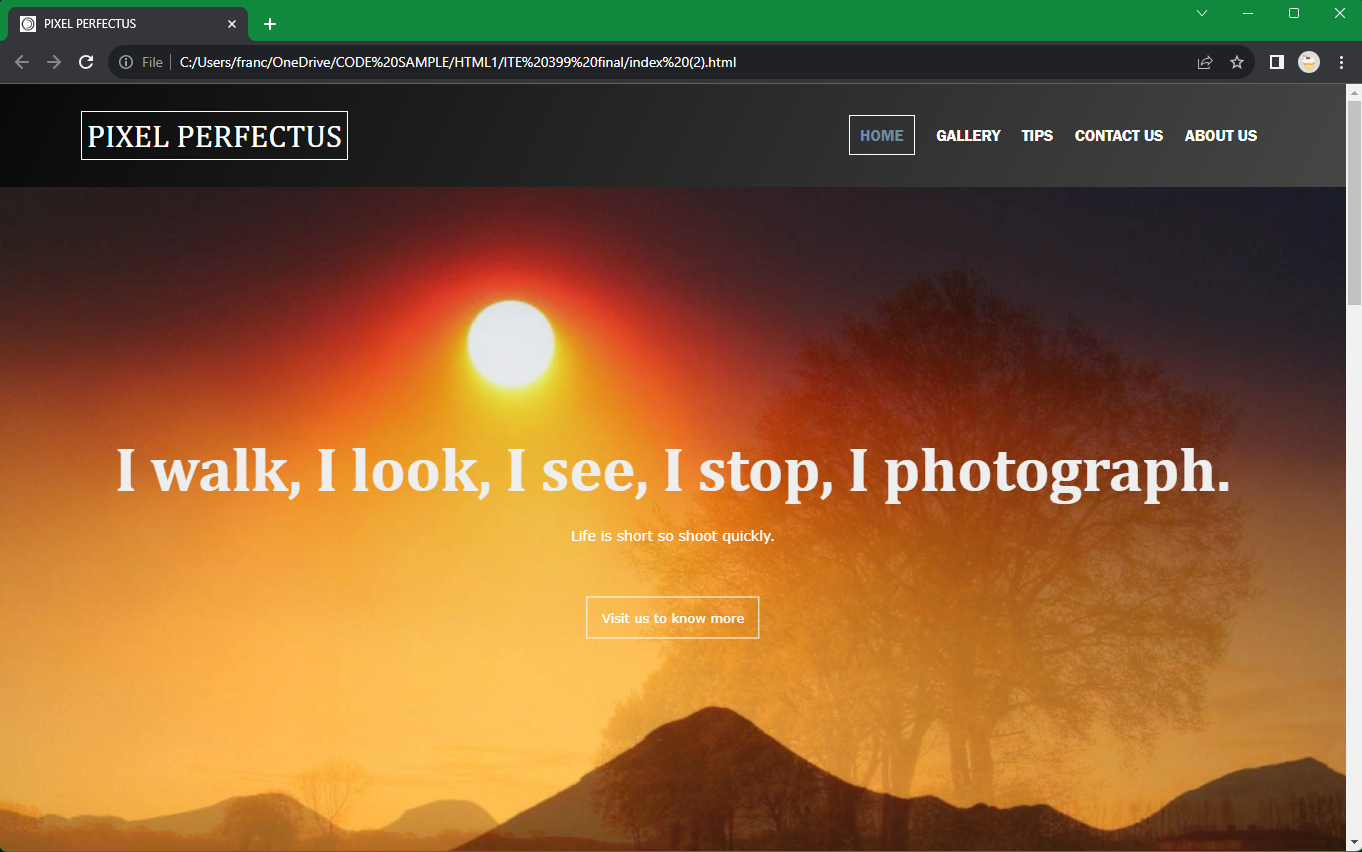 PIXEL PERFECTUS
File C:/Users/franc/OneDrive/CODE%20SAMPLE/HTML1/ITE%20399%20final/index%20(2).html
PIXEL PERFECTUS
HOME GALLERY TIPS CONTACT US ABOUT US
I walk, I look, I see, I stop, I photograph.
Life is short so shoot quickly.
Visit us to know more